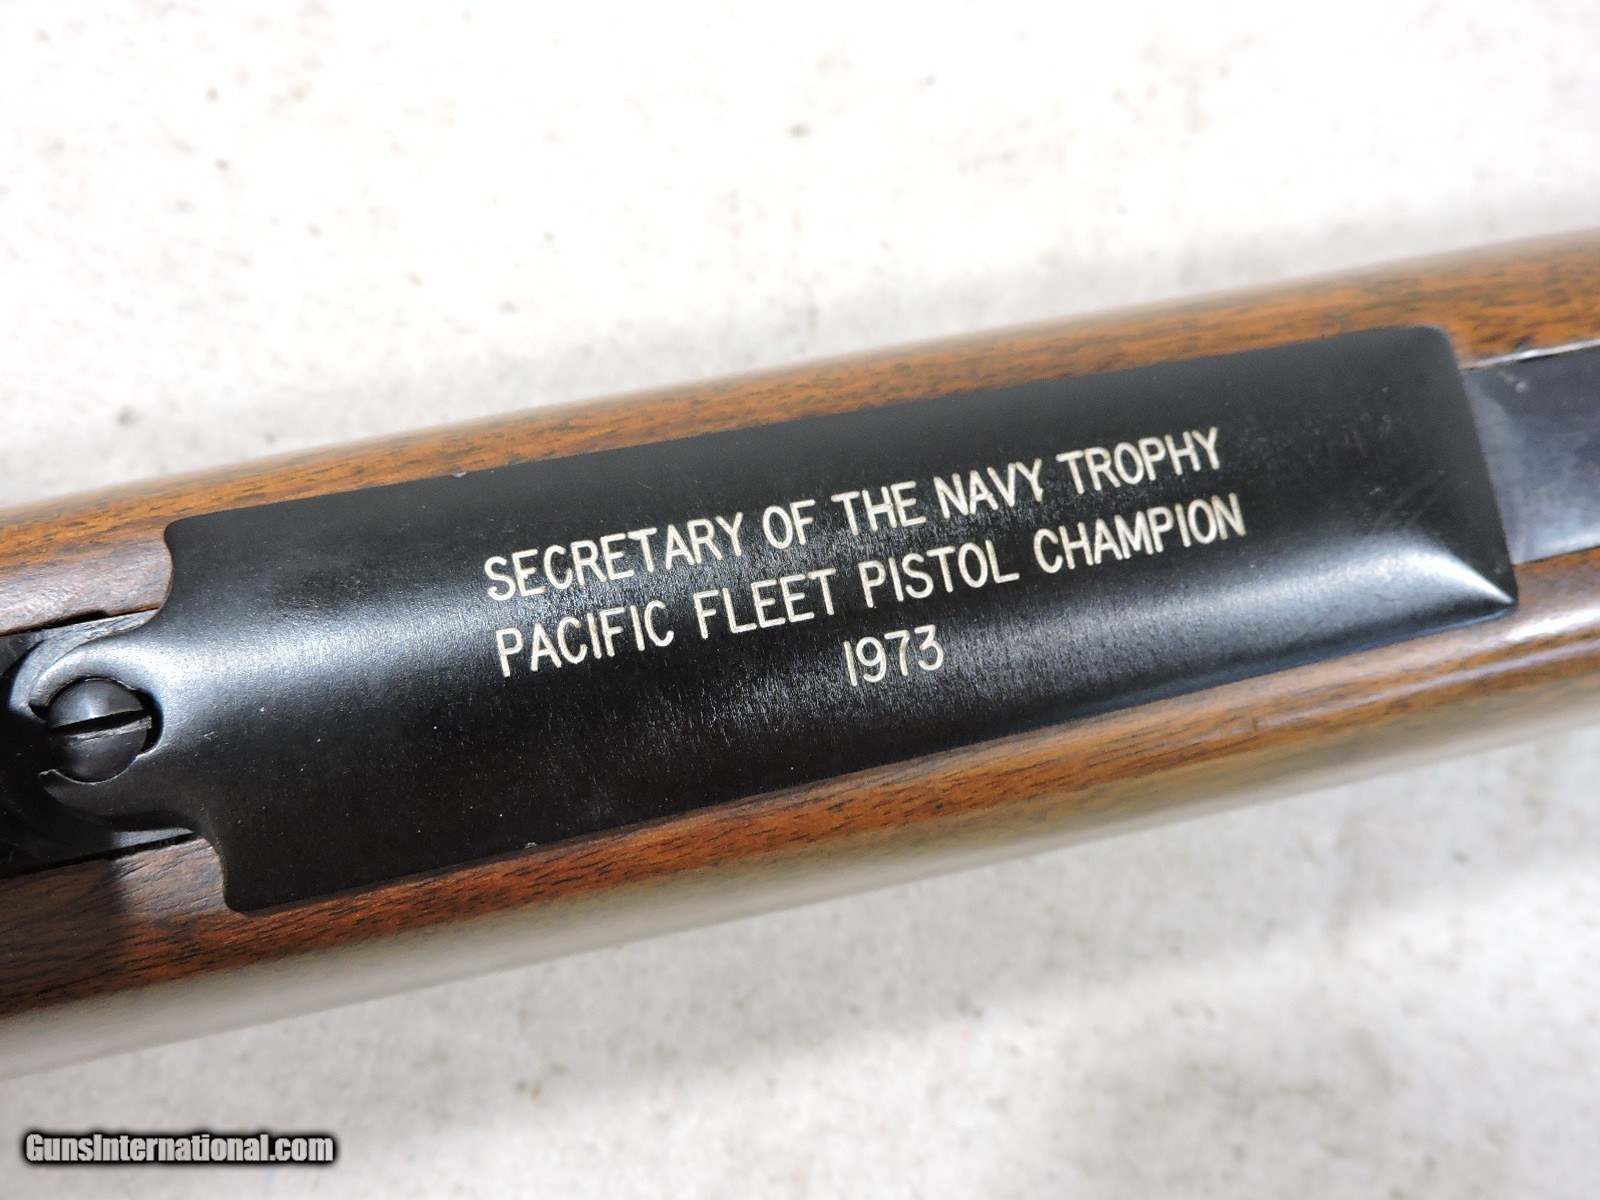 SECRETARY OF THE NAVY TROPHY
PACIFIC FLEET PISTOL CHAMPION
1973
GunsInternational.com